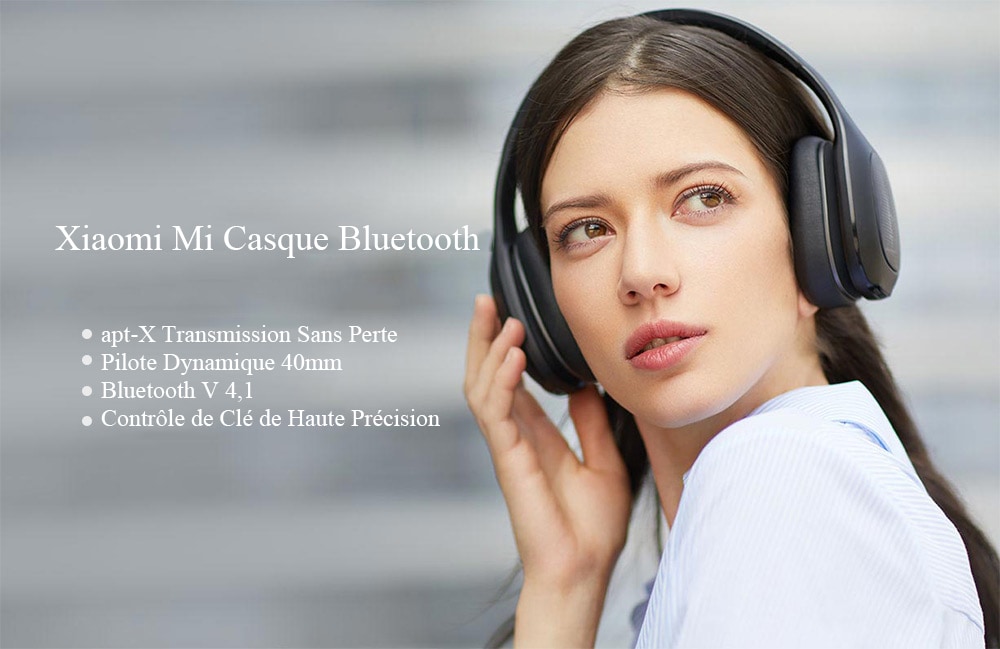 Xiaomi Mi Casque Bluetooth
apt-X Transmission Sans Perte
Pilote Dynamique 40mm
Bluetooth V 4,1
Contrôle de Clé de Haute Précision